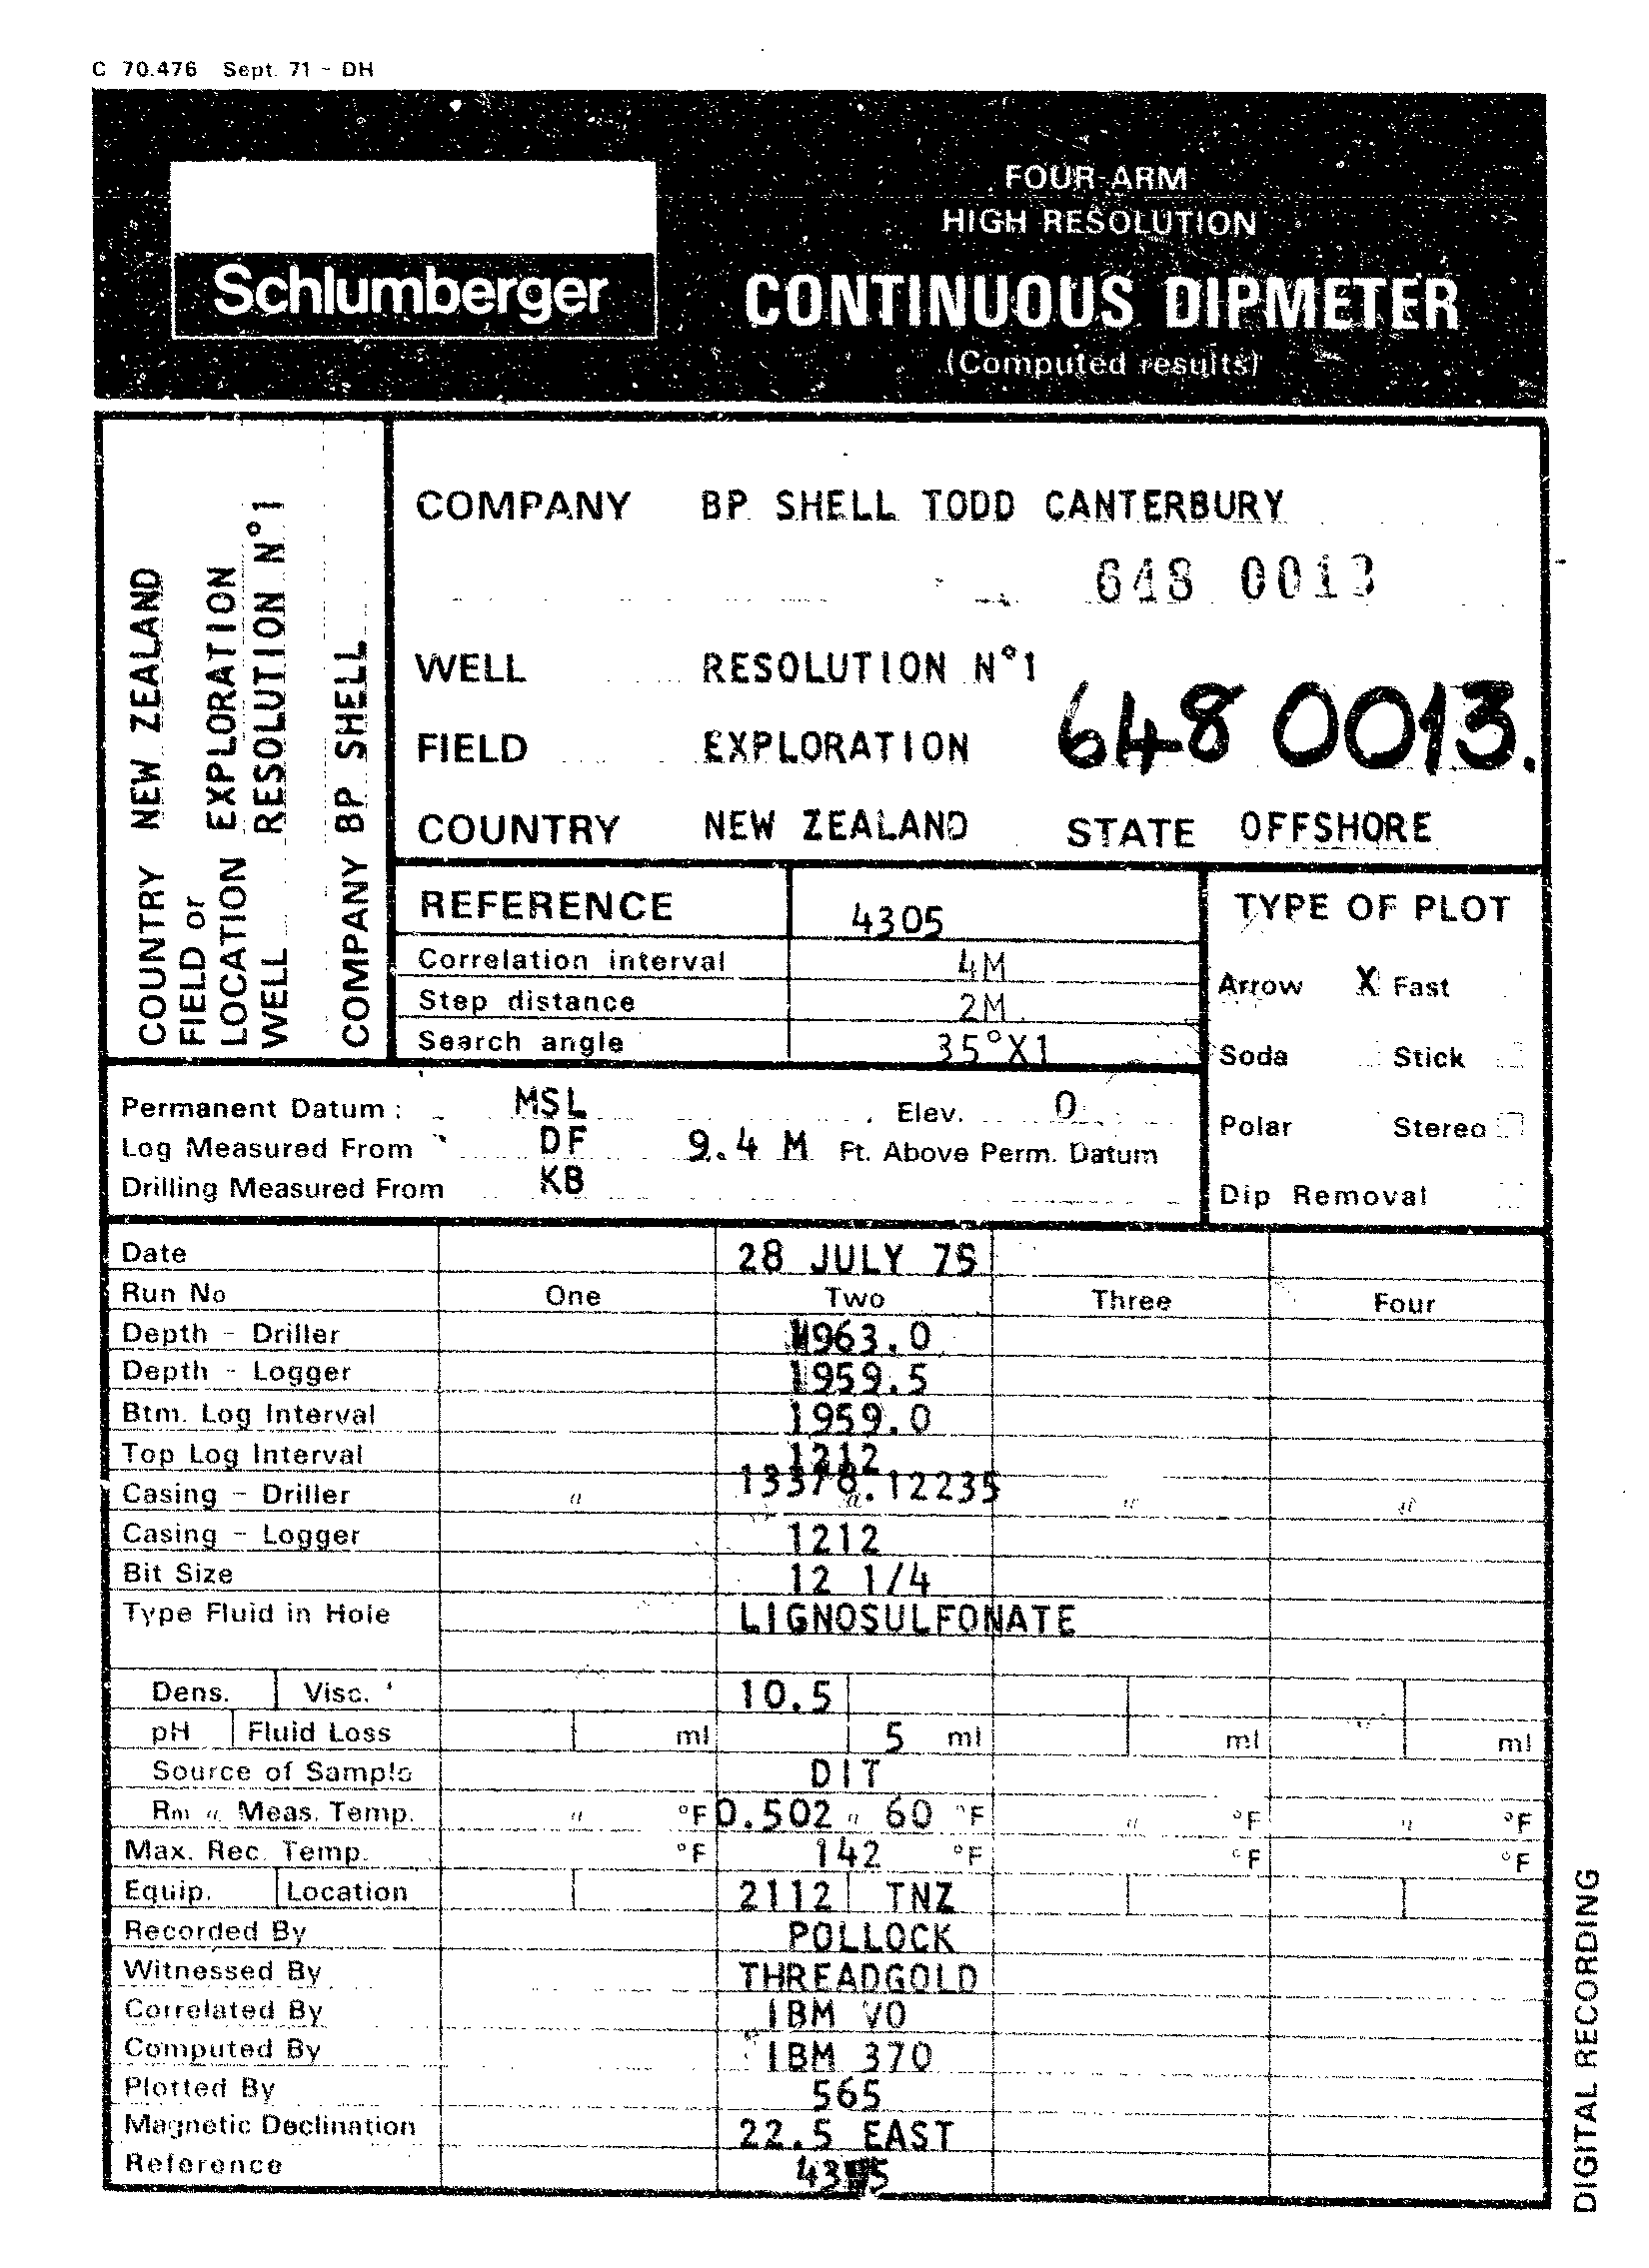 C 70.476 Sept. 71 - DH
FOUR-ARM
HIGH RESOLUTION
Schlumberger
CONTINUOUS DIPMETER
(Computed results)
COUNTRY NEW ZEALAND
FIELD or
LOCATION EXPLORATION
WELL RESOLUTION N°1
COMPANY BP SHELL
COMPANY BP SHELL TODD CANTERBURY
648 0013
WELL RESOLUTION N°1
648 0013.
FIELD EXPLORATION
COUNTRY NEW ZEALAND STATE OFFSHORE
REFERENCE 4305
Correlation interval 4M
Step distance 2M
Search angle 35°X1
TYPE OF PLOT
Arrow X Fast
Soda Stick
Polar Stereo
Dip Removal
Permanent Datum: MSL Elev. 0
Log Measured From DF 9.4 M Ft. Above Perm. Datum
Drilling Measured From KB
Date 28 JULY 75
Run No One Two Three Four
Depth - Driller 963.0
Depth - Logger 1959.5
Btm. Log Interval 1959.0
Top Log Interval 1212
Casing - Driller " 13378. 12235 " "
Casing - Logger 1212
Bit Size 12 1/4
Type Fluid in Hole LIGNOSULFONATE
Dens. Visc. 10.5
pH Fluid Loss ml 5 ml ml ml
Source of Sample DIT
Rm " Meas. Temp. " °F 0.502 " 60 °F " °F " °F
Max. Rec. Temp. °F 142 °F °F °F
Equip. Location 2112 TNZ
Recorded By POLLOCK
Witnessed By THREADGOLD
Correlated By IBM VO
Computed By IBM 370
Plotted By 565
Magnetic Declination 22.5 EAST
Reference
DIGITAL RECORDING